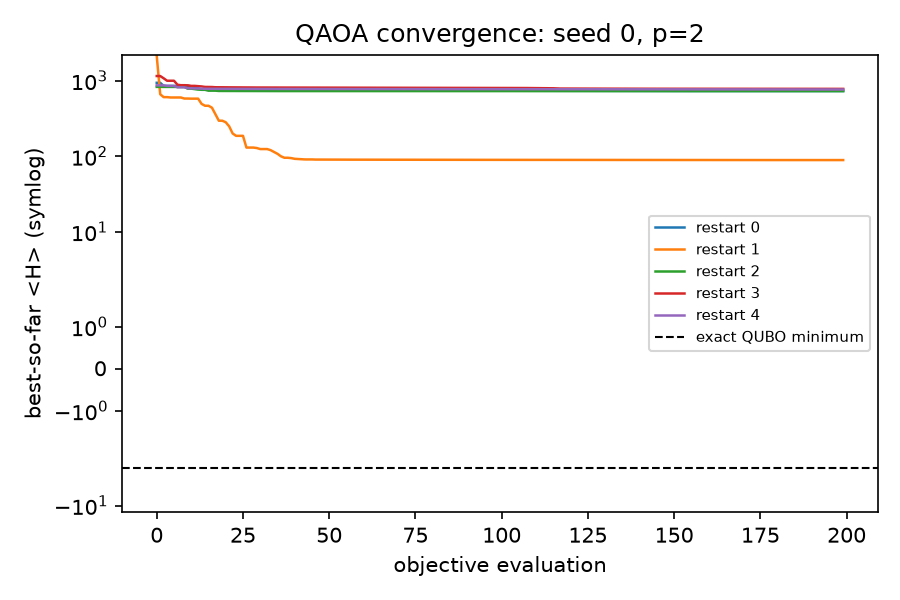 QAOA convergence: seed 0, p=2
best-so-far <H> (symlog)
10³
10²
10¹
10⁰
0
−10⁰
−10¹
restart 0
restart 1
restart 2
restart 3
restart 4
exact QUBO minimum
0 25 50 75 100 125 150 175 200
objective evaluation